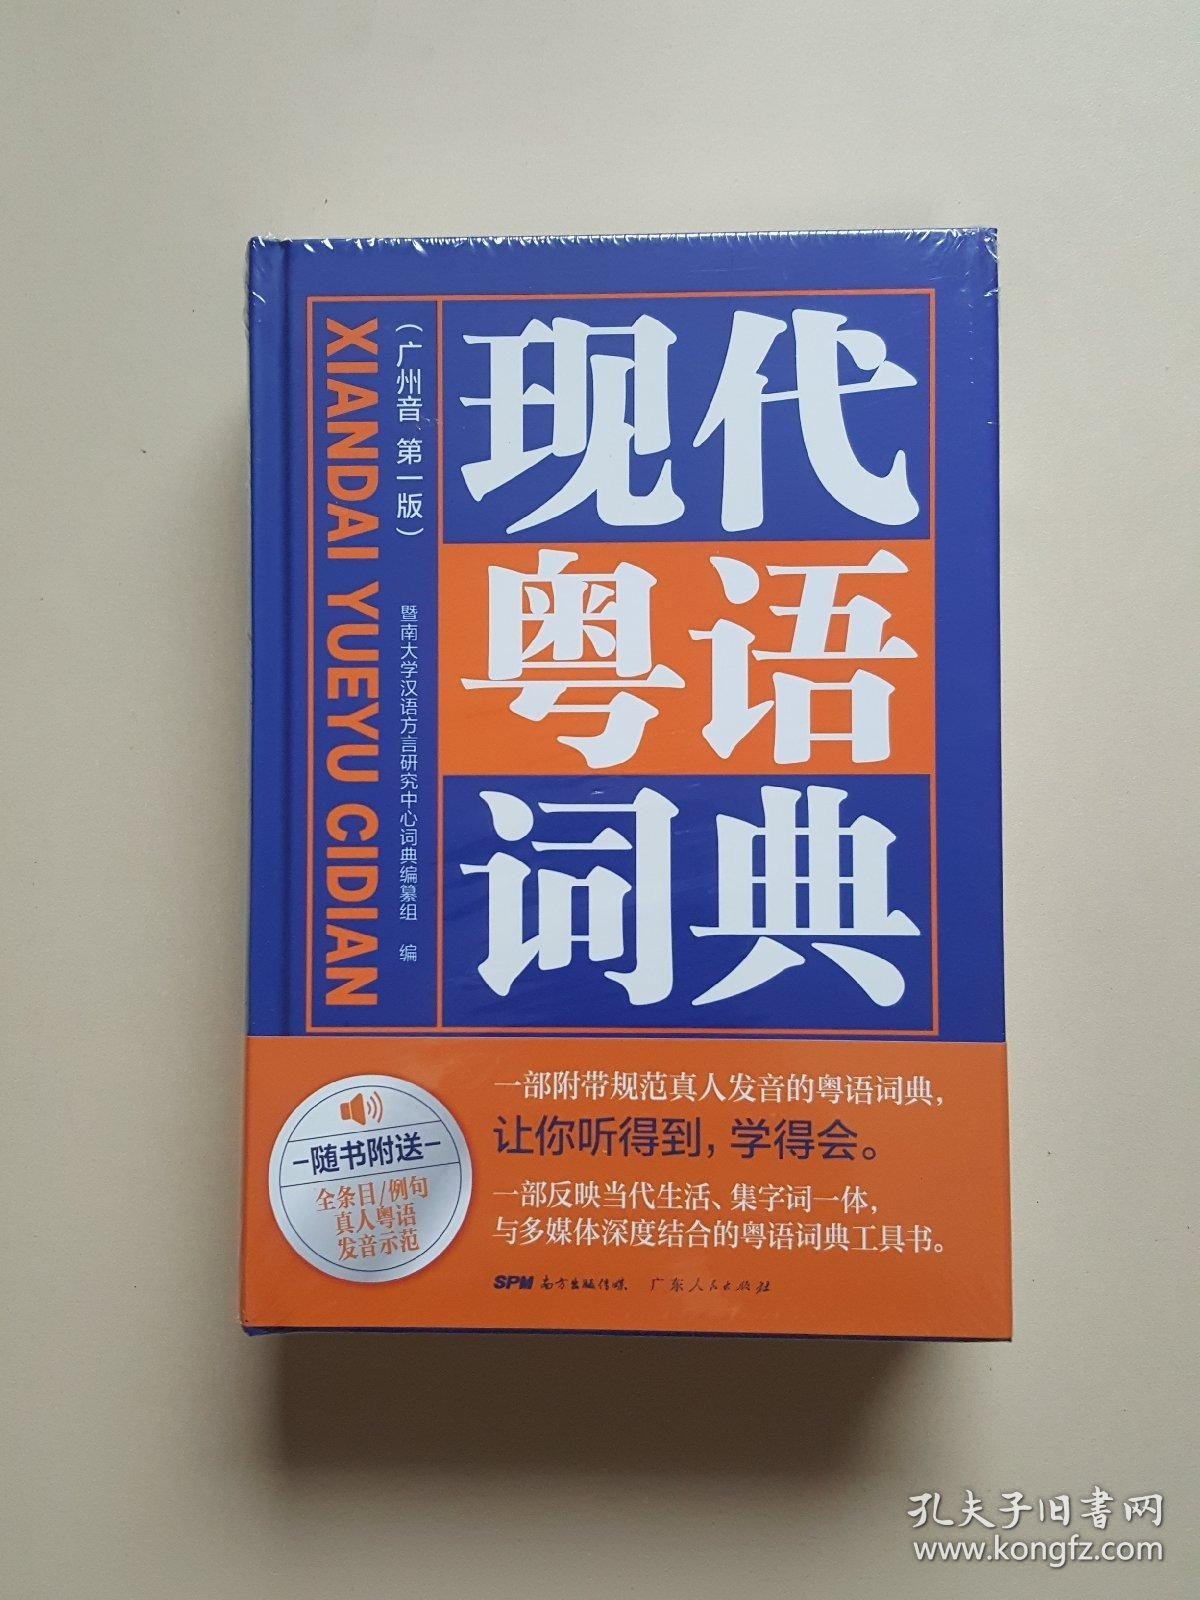 现代
粤语
词典
(广州音 第一版)
XIANDAI YUEYU CIDIAN
暨南大学汉语方言研究中心词典编纂组 编
一部附带规范真人发音的粤语词典，
让你听得到，学得会。
一部反映当代生活、集字词一体，
与多媒体深度结合的粤语词典工具书。
随书附送
全条目/例句
真人粤语
发音示范
SPM 南方出版传媒 广东人民出版社
孔夫子旧书网
www.kongfz.com